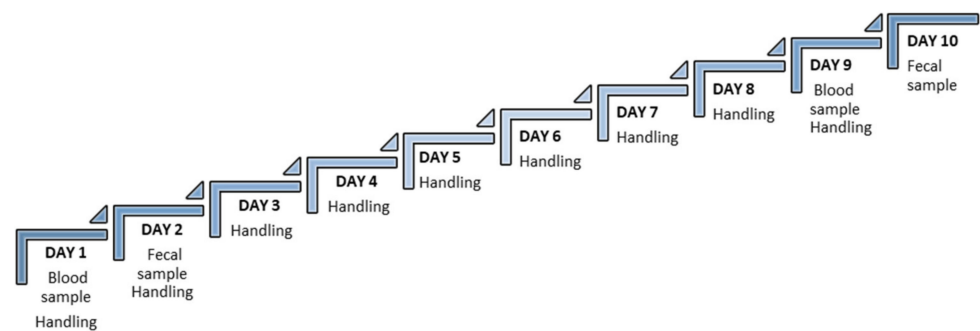 DAY 1
Blood
sample
Handling
DAY 2
Fecal
sample
Handling
DAY 3
Handling
DAY 4
Handling
DAY 5
Handling
DAY 6
Handling
DAY 7
Handling
DAY 8
Handling
DAY 9
Blood
sample
Handling
DAY 10
Fecal
sample